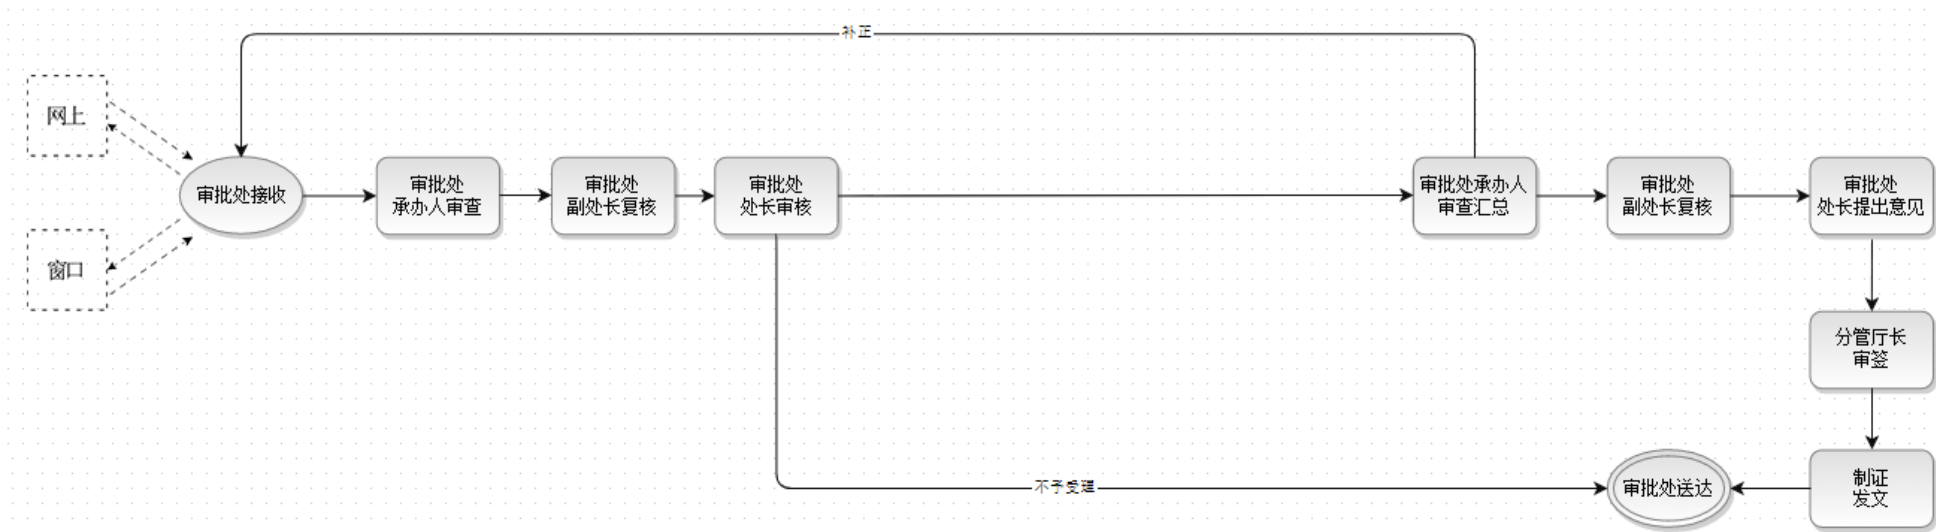 补正
网上
审批处接收
审批处
承办人审查
审批处
副处长复核
审批处
处长审核
审批处承办人
审查汇总
审批处
副处长复核
审批处
处长提出意见
窗口
分管厅长
审签
不予受理
审批处送达
制证
发文